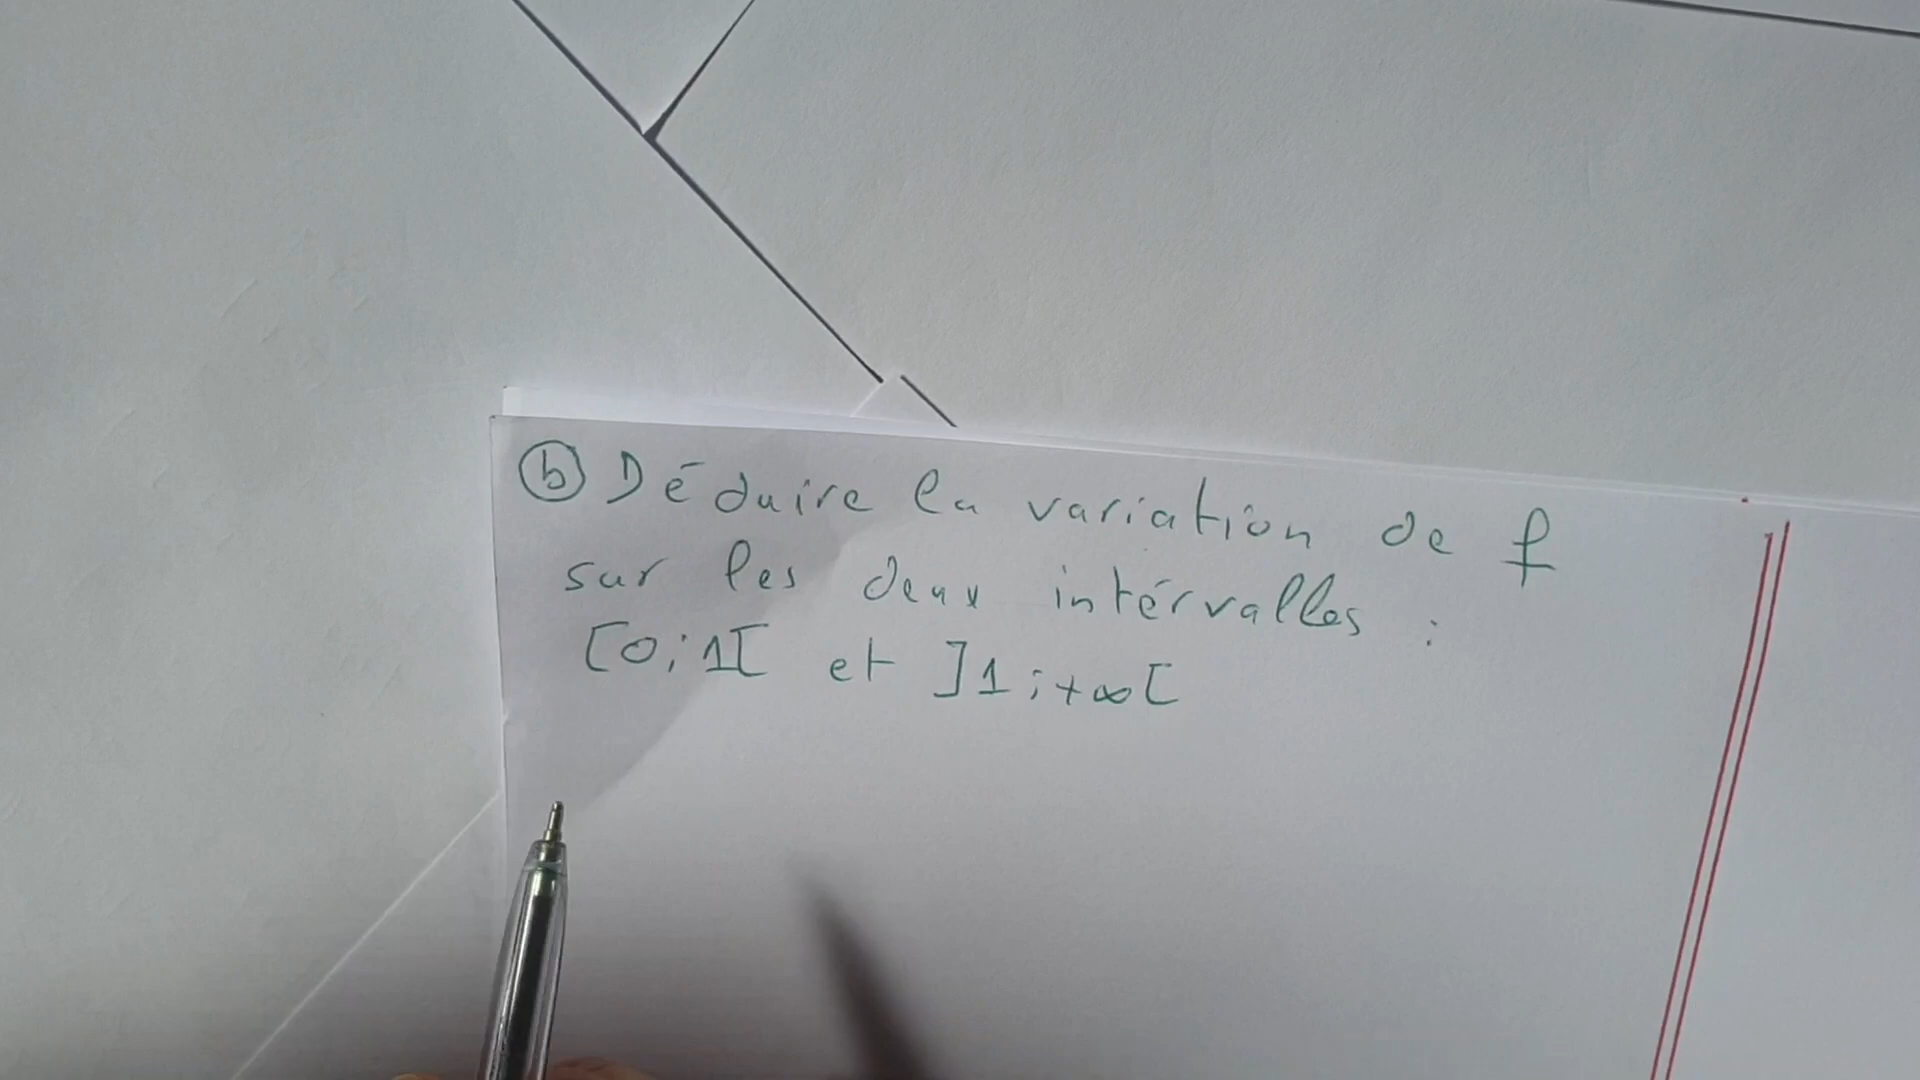 ⓑ Déduire la variation de f
sur les deux intérvalles :
[0;1[ et ]1;+∞[